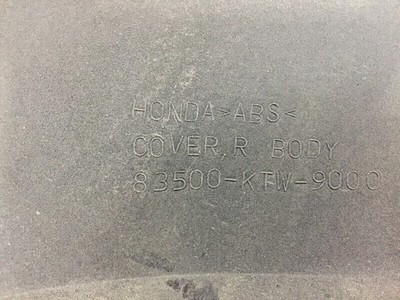 HONDA>ABS<
COVER,R BODY
83500-KTW-9000